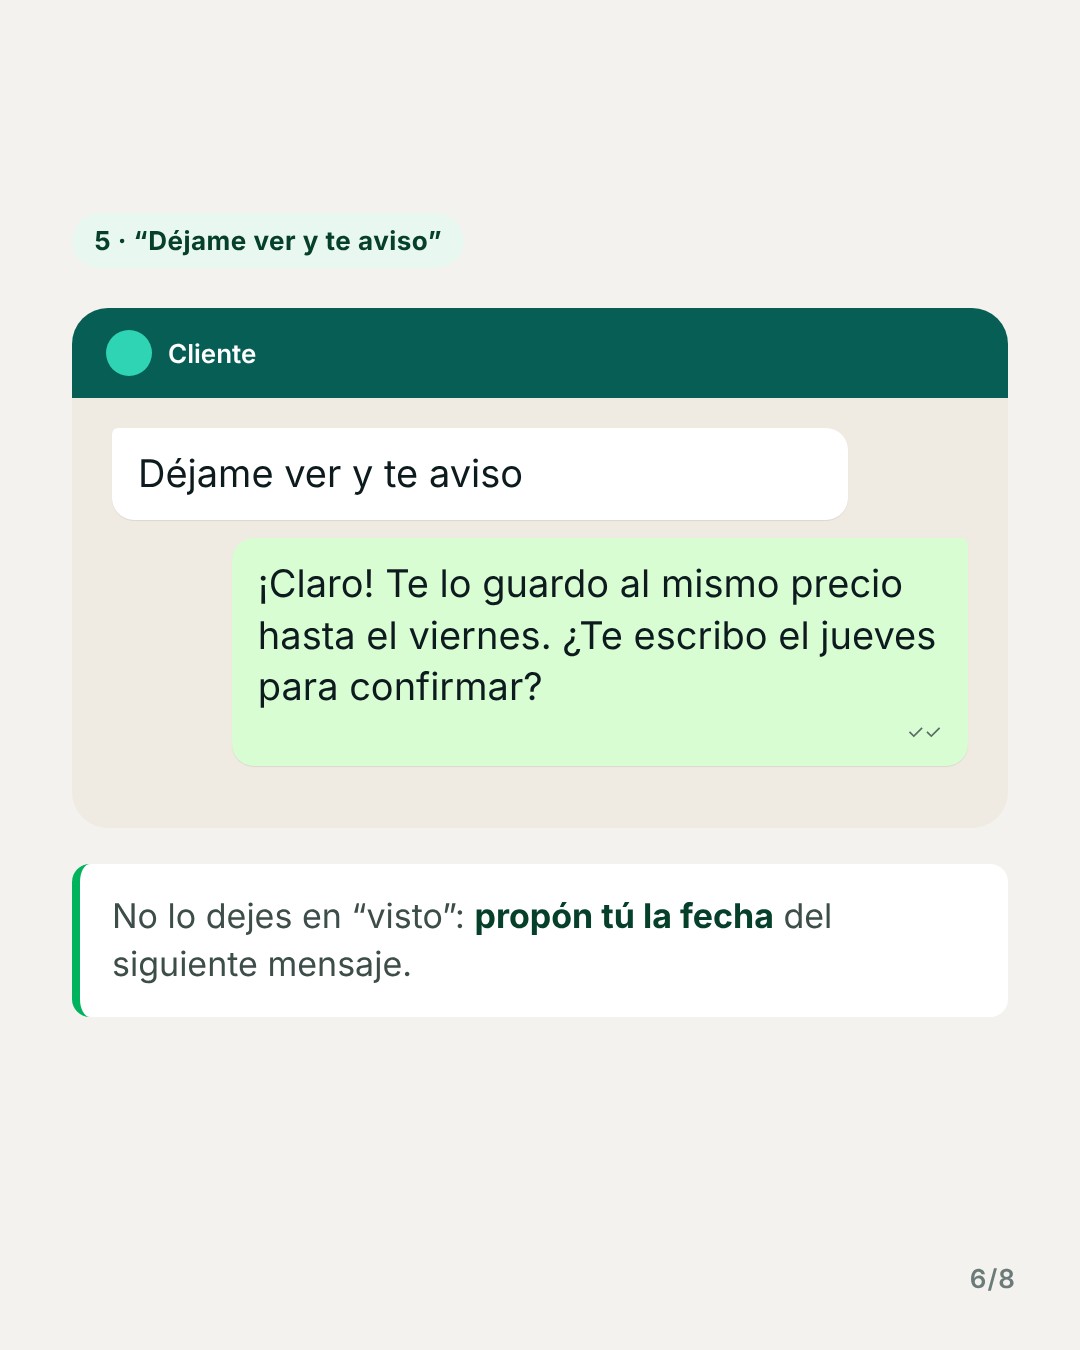 5 · “Déjame ver y te aviso”
Cliente
Déjame ver y te aviso
¡Claro! Te lo guardo al mismo precio
hasta el viernes. ¿Te escribo el jueves
para confirmar?
No lo dejes en “visto”: propón tú la fecha del
siguiente mensaje.
6/8